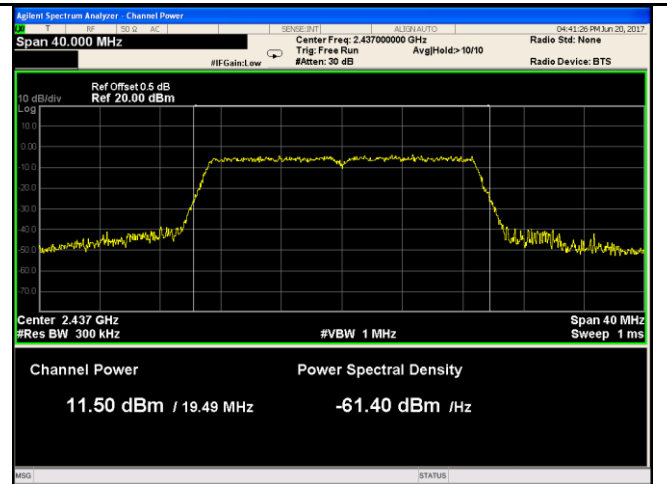 Agilent Spectrum Analyzer - Channel Power
T RF 50 Ω AC SENSE:INT ALIGN AUTO 04:41:26 PM Jun 20, 2017
Span 40.000 MHz Center Freq: 2.437000000 GHz Radio Std: None
Trig: Free Run Avg|Hold:> 10/10
#IFGain:Low #Atten: 30 dB Radio Device: BTS
Ref Offset 0.5 dB
10 dB/div Ref 20.00 dBm
Log
10.0
0.00
-10.0
-20.0
-30.0
-40.0
-50.0
-60.0
-70.0
Center 2.437 GHz Span 40 MHz
#Res BW 300 kHz #VBW 1 MHz Sweep 1 ms
Channel Power Power Spectral Density
11.50 dBm / 19.49 MHz -61.40 dBm /Hz
MSG STATUS